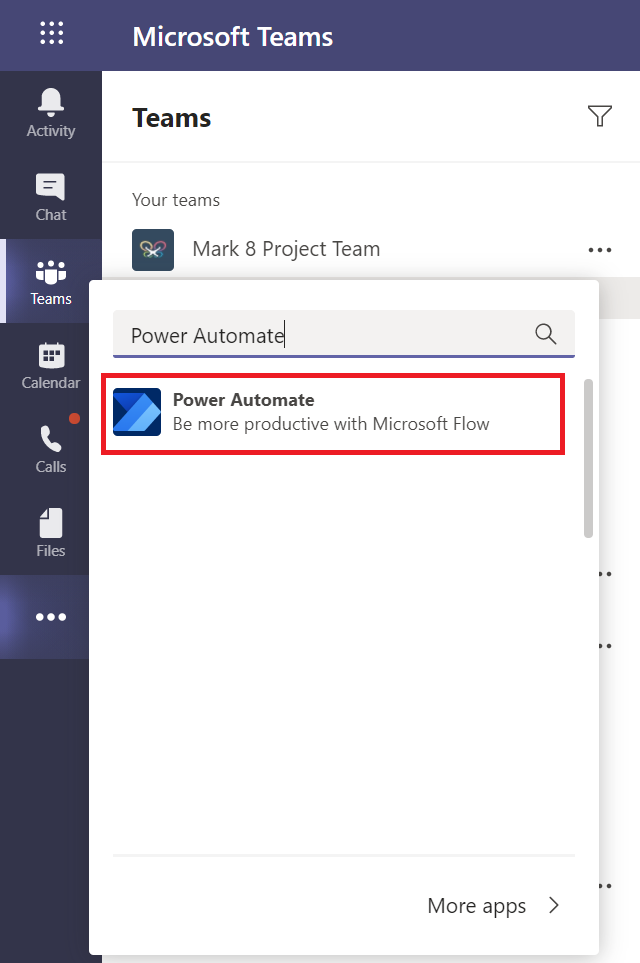 Microsoft Teams
Activity
Chat
Teams
Calendar
Calls
Files
Teams
Your teams
Mark 8 Project Team
Power Automate
Power Automate
Be more productive with Microsoft Flow
More apps